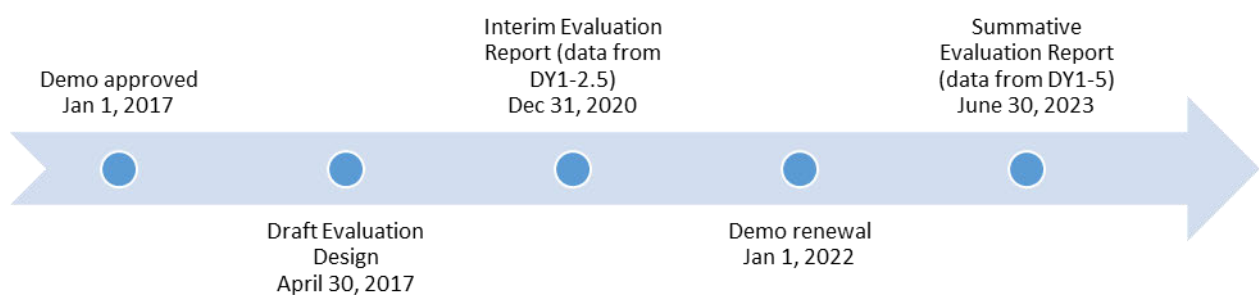 Demo approved
Jan 1, 2017
Draft Evaluation
Design
April 30, 2017
Interim Evaluation
Report (data from
DY1-2.5)
Dec 31, 2020
Demo renewal
Jan 1, 2022
Summative
Evaluation Report
(data from DY1-5)
June 30, 2023